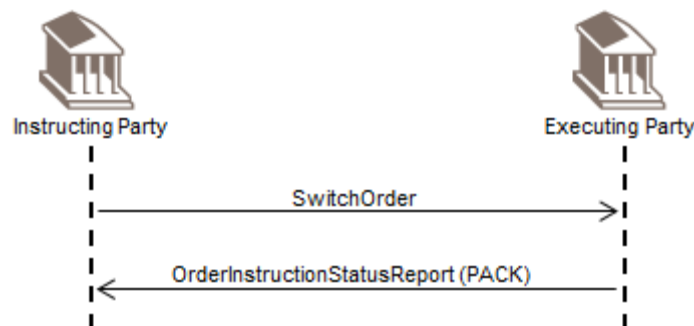 Instructing Party
Executing Party
SwitchOrder
OrderInstructionStatusReport (PACK)